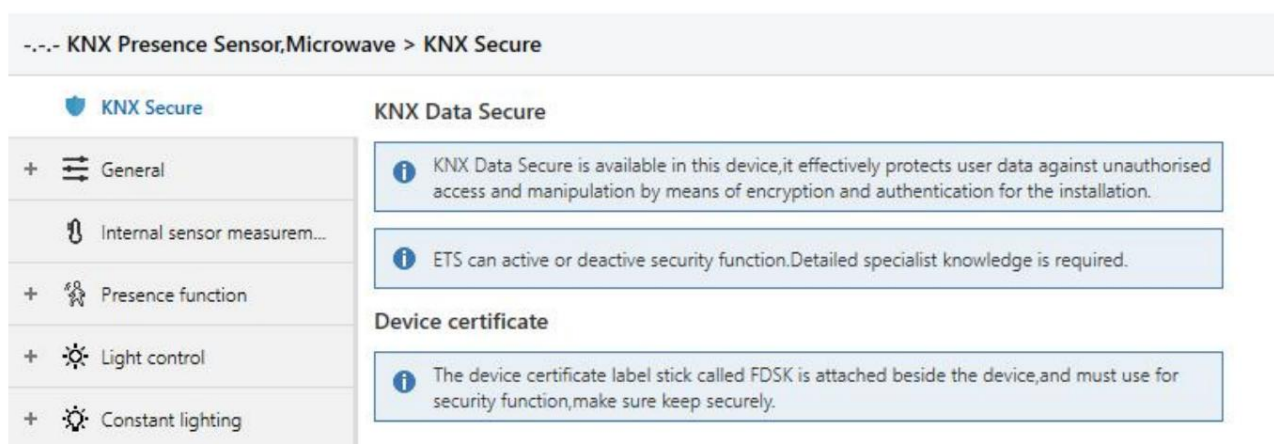 -.-.- KNX Presence Sensor,Microwave > KNX Secure
KNX Secure
+ General
Internal sensor measurem...
+ Presence function
+ Light control
+ Constant lighting
KNX Data Secure
KNX Data Secure is available in this device,it effectively protects user data against unauthorised
access and manipulation by means of encryption and authentication for the installation.
ETS can active or deactive security function.Detailed specialist knowledge is required.
Device certificate
The device certificate label stick called FDSK is attached beside the device,and must use for
security function,make sure keep securely.